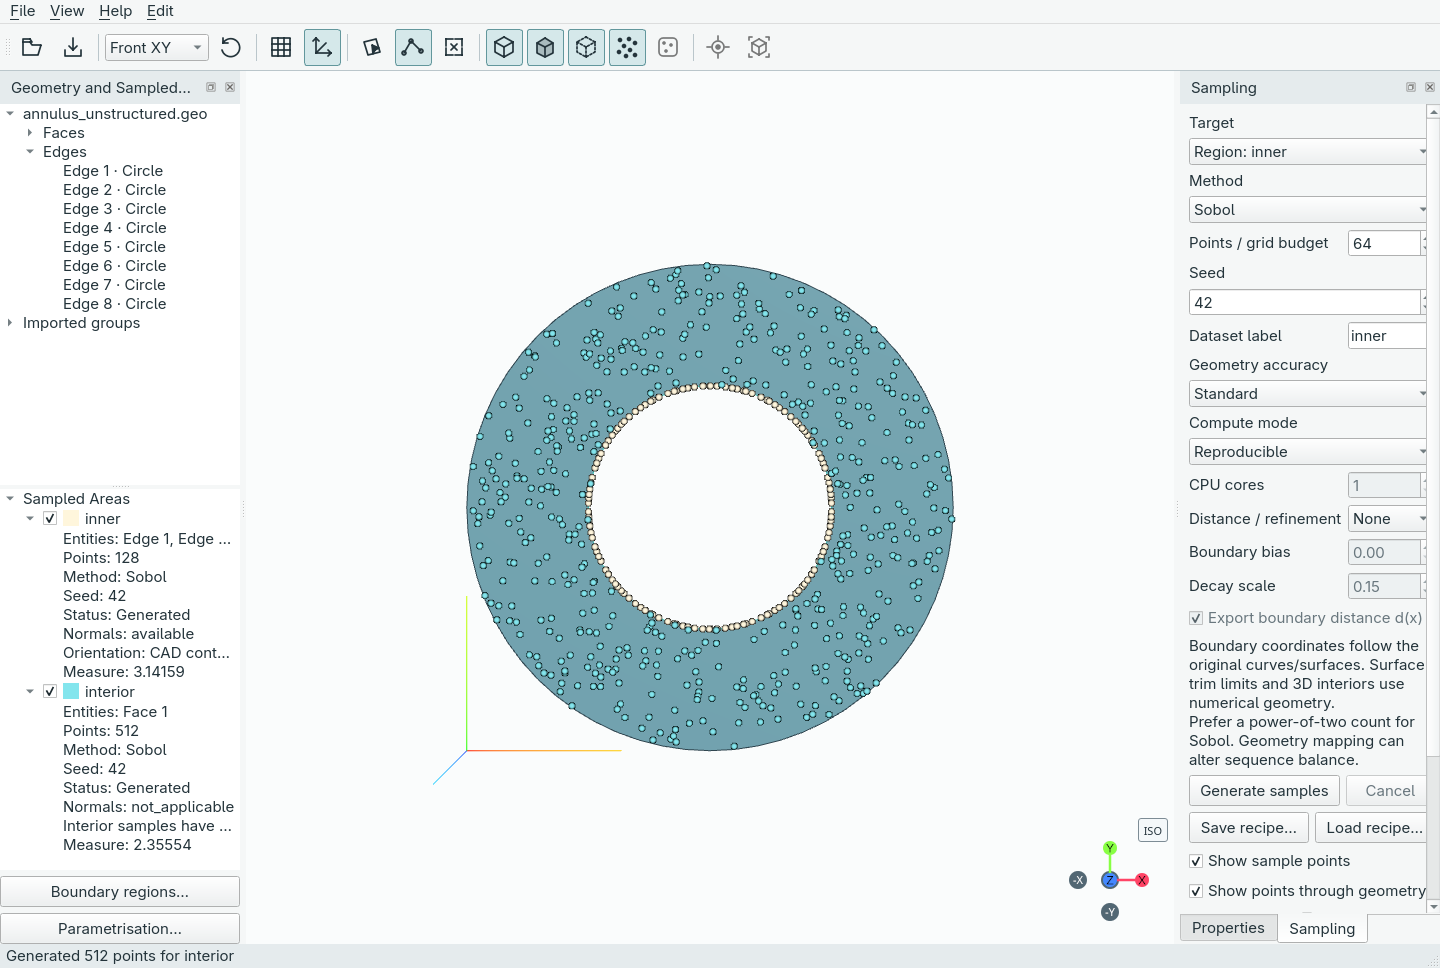 File View Help Edit
Front XY
Geometry and Sampled...
annulus_unstructured.geo
Faces
Edges
Edge 1 · Circle
Edge 2 · Circle
Edge 3 · Circle
Edge 4 · Circle
Edge 5 · Circle
Edge 6 · Circle
Edge 7 · Circle
Edge 8 · Circle
Imported groups
Sampled Areas
inner
Entities: Edge 1, Edge ...
Points: 128
Method: Sobol
Seed: 42
Status: Generated
Normals: available
Orientation: CAD cont...
Measure: 3.14159
interior
Entities: Face 1
Points: 512
Method: Sobol
Seed: 42
Status: Generated
Normals: not_applicable
Interior samples have ...
Measure: 2.35554
Boundary regions...
Parametrisation...
Generated 512 points for interior
ISO
Y
-X Z X
-Y
Sampling
Target
Region: inner
Method
Sobol
Points / grid budget 64
Seed
42
Dataset label inner
Geometry accuracy
Standard
Compute mode
Reproducible
CPU cores 1
Distance / refinement None
Boundary bias 0.00
Decay scale 0.15
Export boundary distance d(x)
Boundary coordinates follow the
original curves/surfaces. Surface
trim limits and 3D interiors use
numerical geometry.
Prefer a power-of-two count for
Sobol. Geometry mapping can
alter sequence balance.
Generate samples Cancel
Save recipe... Load recipe...
Show sample points
Show points through geometry
Properties Sampling